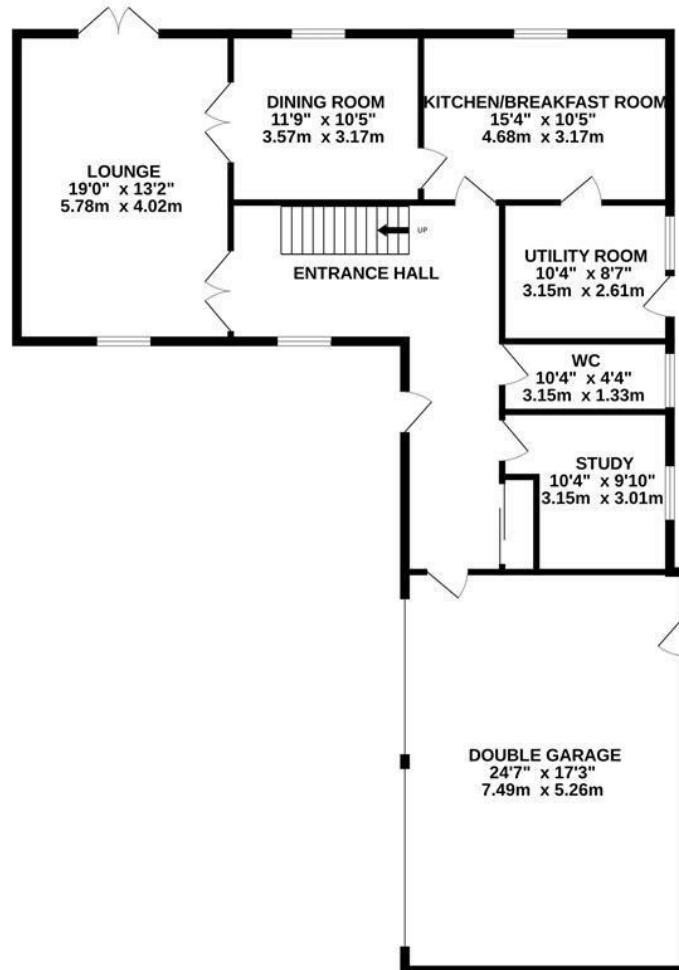 DINING ROOM
11'9" x 10'5"
3.57m x 3.17m
KITCHEN/BREAKFAST ROOM
15'4" x 10'5"
4.68m x 3.17m
LOUNGE
19'0" x 13'2"
5.78m x 4.02m
UP
ENTRANCE HALL
UTILITY ROOM
10'4" x 8'7"
3.15m x 2.61m
WC
10'4" x 4'4"
3.15m x 1.33m
STUDY
10'4" x 9'10"
3.15m x 3.01m
DOUBLE GARAGE
24'7" x 17'3"
7.49m x 5.26m